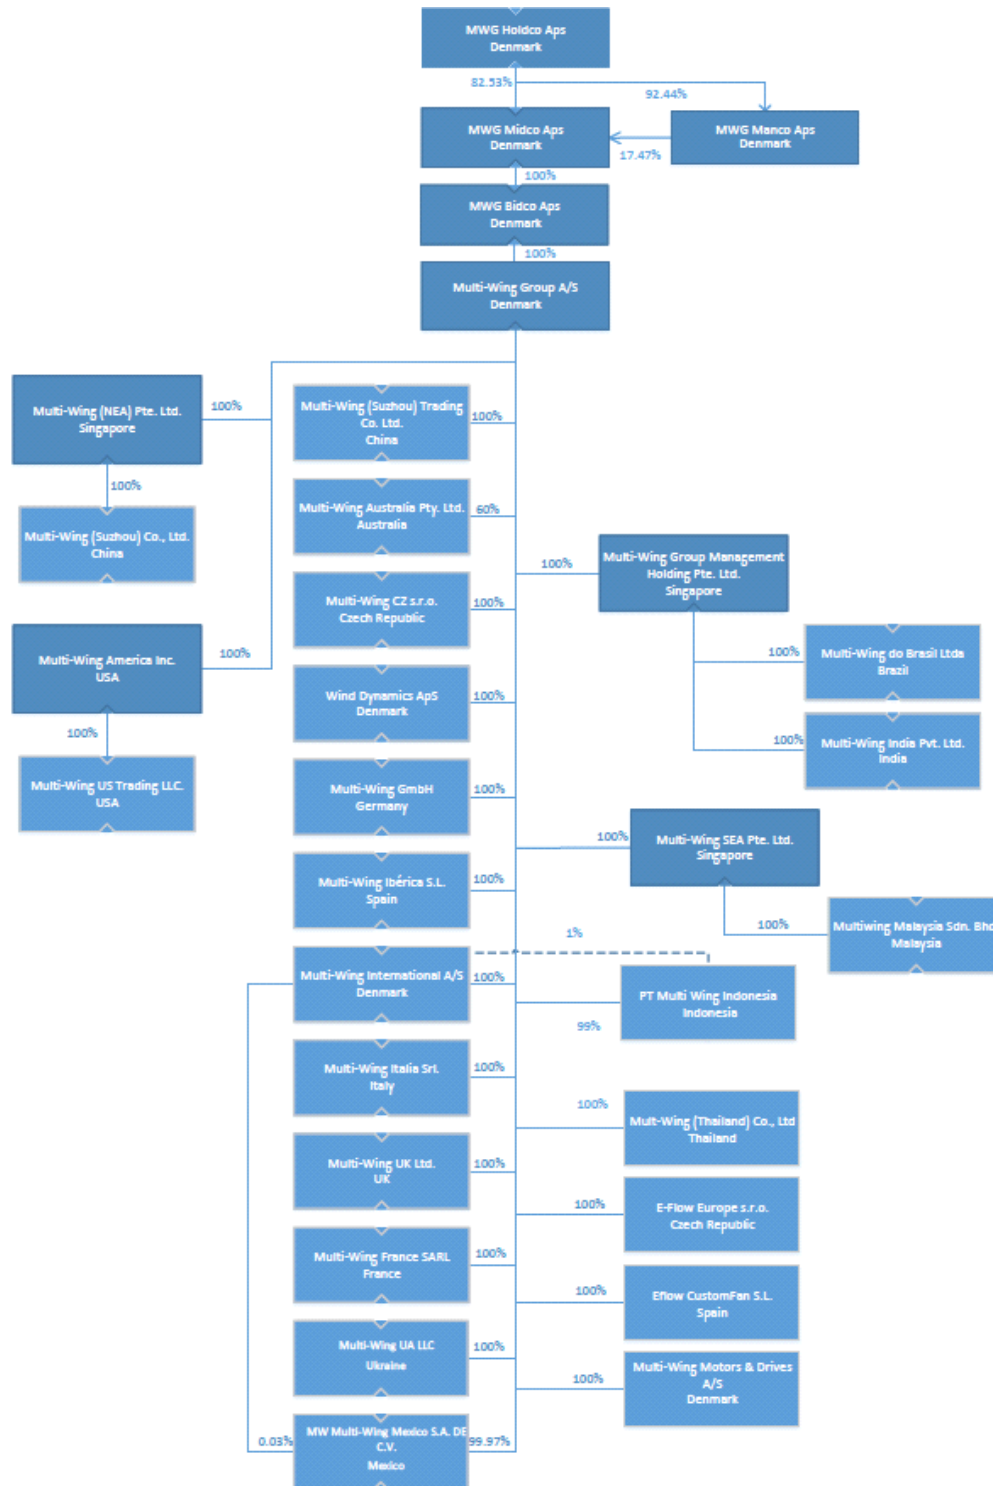 MWG Holdco Aps
Denmark
82.53%
92.44%
MWG Midco Aps
Denmark
MWG Manco Aps
Denmark
17.47%
100%
MWG Bidco Aps
Denmark
100%
Multi-Wing Group A/S
Denmark
Multi-Wing (NEA) Pte. Ltd.
Singapore
100%
100%
Multi-Wing (Suzhou) Co., Ltd.
China
Multi-Wing America Inc.
USA
100%
100%
Multi-Wing US Trading LLC.
USA
Multi-Wing (Suzhou) Trading
Co. Ltd.
China
100%
Multi-Wing Australia Pty. Ltd.
Australia
60%
Multi-Wing CZ s.r.o.
Czech Republic
100%
Wind Dynamics ApS
Denmark
100%
Multi-Wing GmbH
Germany
100%
Multi-Wing Ibérica S.L.
Spain
100%
Multi-Wing International A/S
Denmark
100%
Multi-Wing Italia Srl.
Italy
100%
Multi-Wing UK Ltd.
UK
100%
Multi-Wing France SARL
France
100%
Multi-Wing UA LLC
Ukraine
100%
0.03%
MW Multi-Wing Mexico S.A. DE
C.V.
Mexico
99.97%
100%
Multi-Wing Group Management
Holding Pte. Ltd.
Singapore
100%
Multi-Wing do Brasil Ltda
Brazil
100%
Multi-Wing India Pvt. Ltd.
India
100%
Multi-Wing SEA Pte. Ltd.
Singapore
100%
Multiwing Malaysia Sdn. Bhd
Malaysia
1%
PT Multi Wing Indonesia
Indonesia
99%
100%
Mult-Wing (Thailand) Co., Ltd
Thailand
100%
E-Flow Europe s.r.o.
Czech Republic
100%
Eflow CustomFan S.L.
Spain
100%
Multi-Wing Motors & Drives
A/S
Denmark